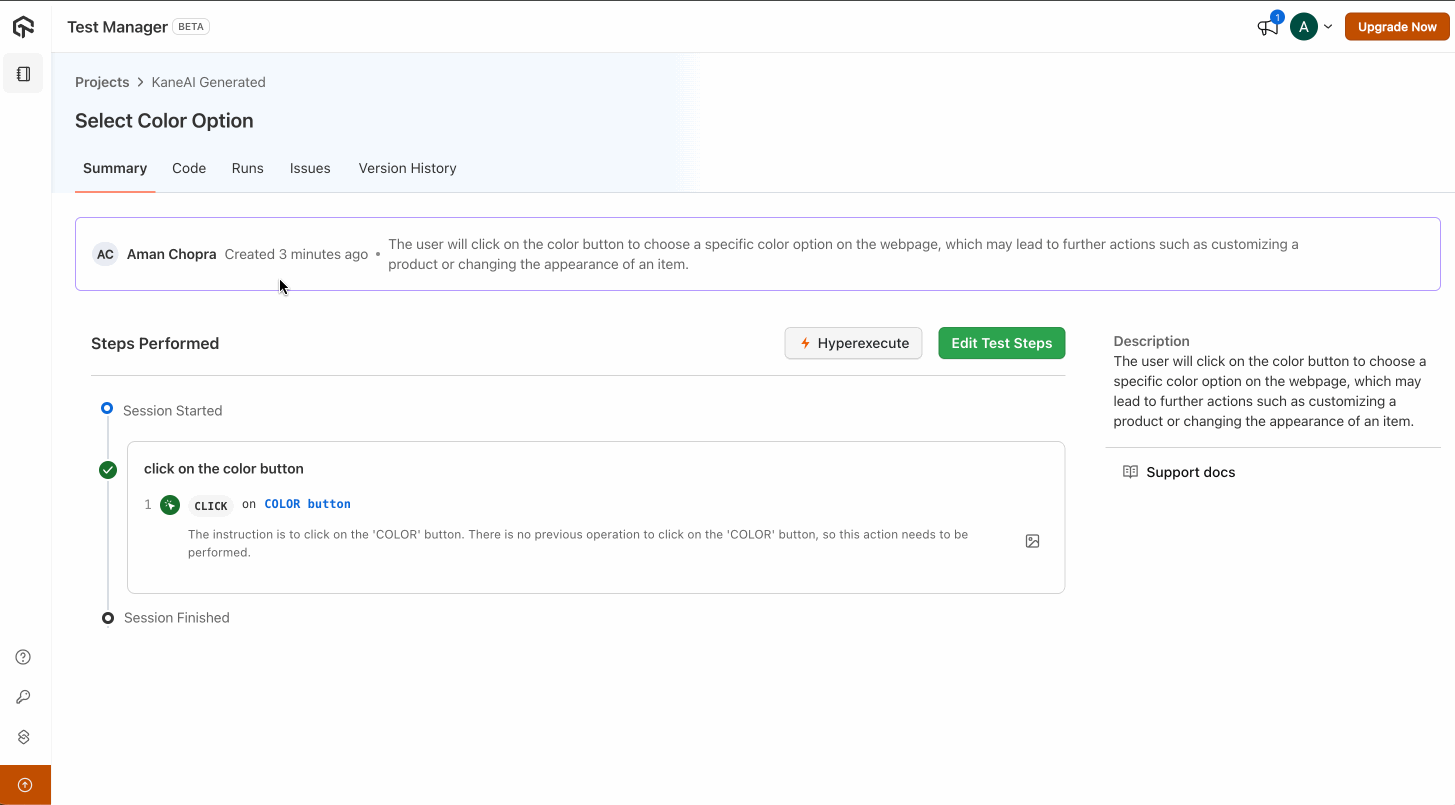 Test Manager BETA
1
A
Upgrade Now
Projects > KaneAI Generated
Select Color Option
Summary Code Runs Issues Version History
AC Aman Chopra Created 3 minutes ago •
The user will click on the color button to choose a specific color option on the webpage, which may lead to further actions such as customizing a
product or changing the appearance of an item.
Steps Performed
Hyperexecute
Edit Test Steps
Session Started
click on the color button
1 CLICK on COLOR button
The instruction is to click on the 'COLOR' button. There is no previous operation to click on the 'COLOR' button, so this action needs to be
performed.
Session Finished
Description
The user will click on the color button to choose a
specific color option on the webpage, which may
lead to further actions such as customizing a
product or changing the appearance of an item.
Support docs